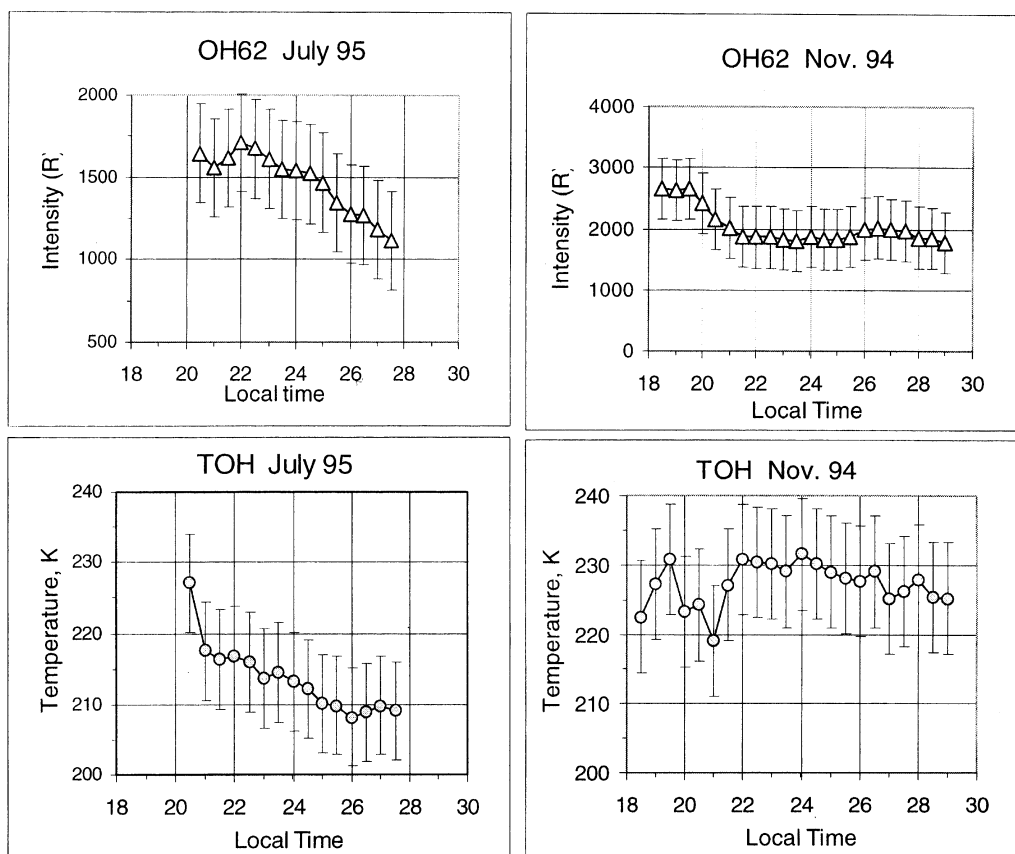 OH62 July 95
2000
1500
1000
500
Intensity (R)
18 20 22 24 26 28 30
Local time
OH62 Nov. 94
4000
3000
2000
1000
0
Intensity (R)
18 20 22 24 26 28 30
Local Time
TOH July 95
240
230
220
210
200
Temperature, K
18 20 22 24 26 28 30
Local Time
TOH Nov. 94
240
230
220
210
200
Temperature, K
18 20 22 24 26 28 30
Local Time